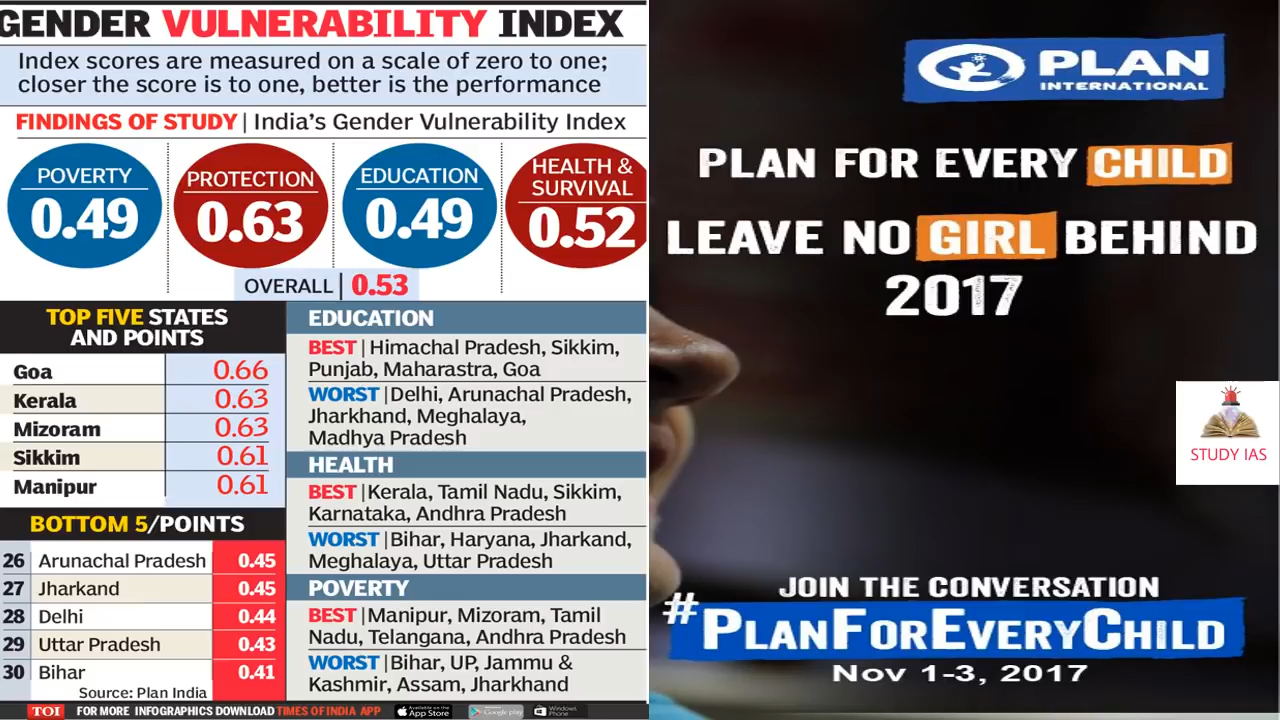 GENDER VULNERABILITY INDEX
Index scores are measured on a scale of zero to one;
closer the score is to one, better is the performance
FINDINGS OF STUDY | India's Gender Vulnerability Index
POVERTY
0.49
PROTECTION
0.63
EDUCATION
0.49
HEALTH &
SURVIVAL
0.52
OVERALL | 0.53
TOP FIVE STATES
AND POINTS
Goa 0.66
Kerala 0.63
Mizoram 0.63
Sikkim 0.61
Manipur 0.61
BOTTOM 5/POINTS
26 Arunachal Pradesh 0.45
27 Jharkand 0.45
28 Delhi 0.44
29 Uttar Pradesh 0.43
30 Bihar 0.41
Source: Plan India
EDUCATION
BEST | Himachal Pradesh, Sikkim,
Punjab, Maharastra, Goa
WORST | Delhi, Arunachal Pradesh,
Jharkhand, Meghalaya,
Madhya Pradesh
HEALTH
BEST | Kerala, Tamil Nadu, Sikkim,
Karnataka, Andhra Pradesh
WORST | Bihar, Haryana, Jharkand,
Meghalaya, Uttar Pradesh
POVERTY
BEST | Manipur, Mizoram, Tamil
Nadu, Telangana, Andhra Pradesh
WORST | Bihar, UP, Jammu &
Kashmir, Assam, Jharkhand
TOI FOR MORE INFOGRAPHICS DOWNLOAD TIMES OF INDIA APP
Available on the
App Store
Google play
Windows
Phone
PLAN
INTERNATIONAL
PLAN FOR EVERY CHILD
LEAVE NO GIRL BEHIND
2017
STUDY IAS
JOIN THE CONVERSATION
#PLANFOREVERYCHILD
Nov 1-3, 2017